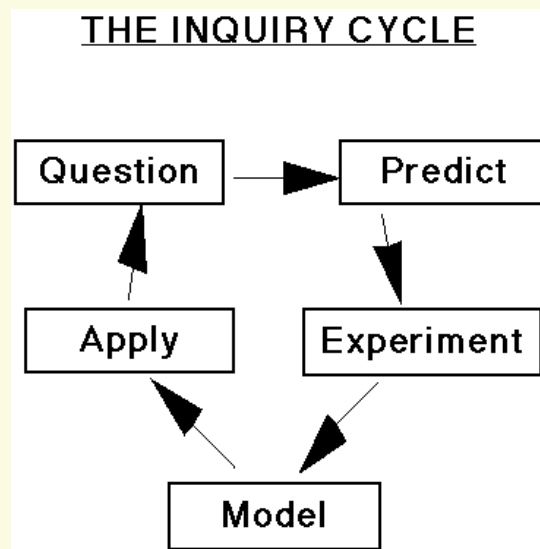 THE INQUIRY CYCLE
Question
Predict
Apply
Experiment
Model